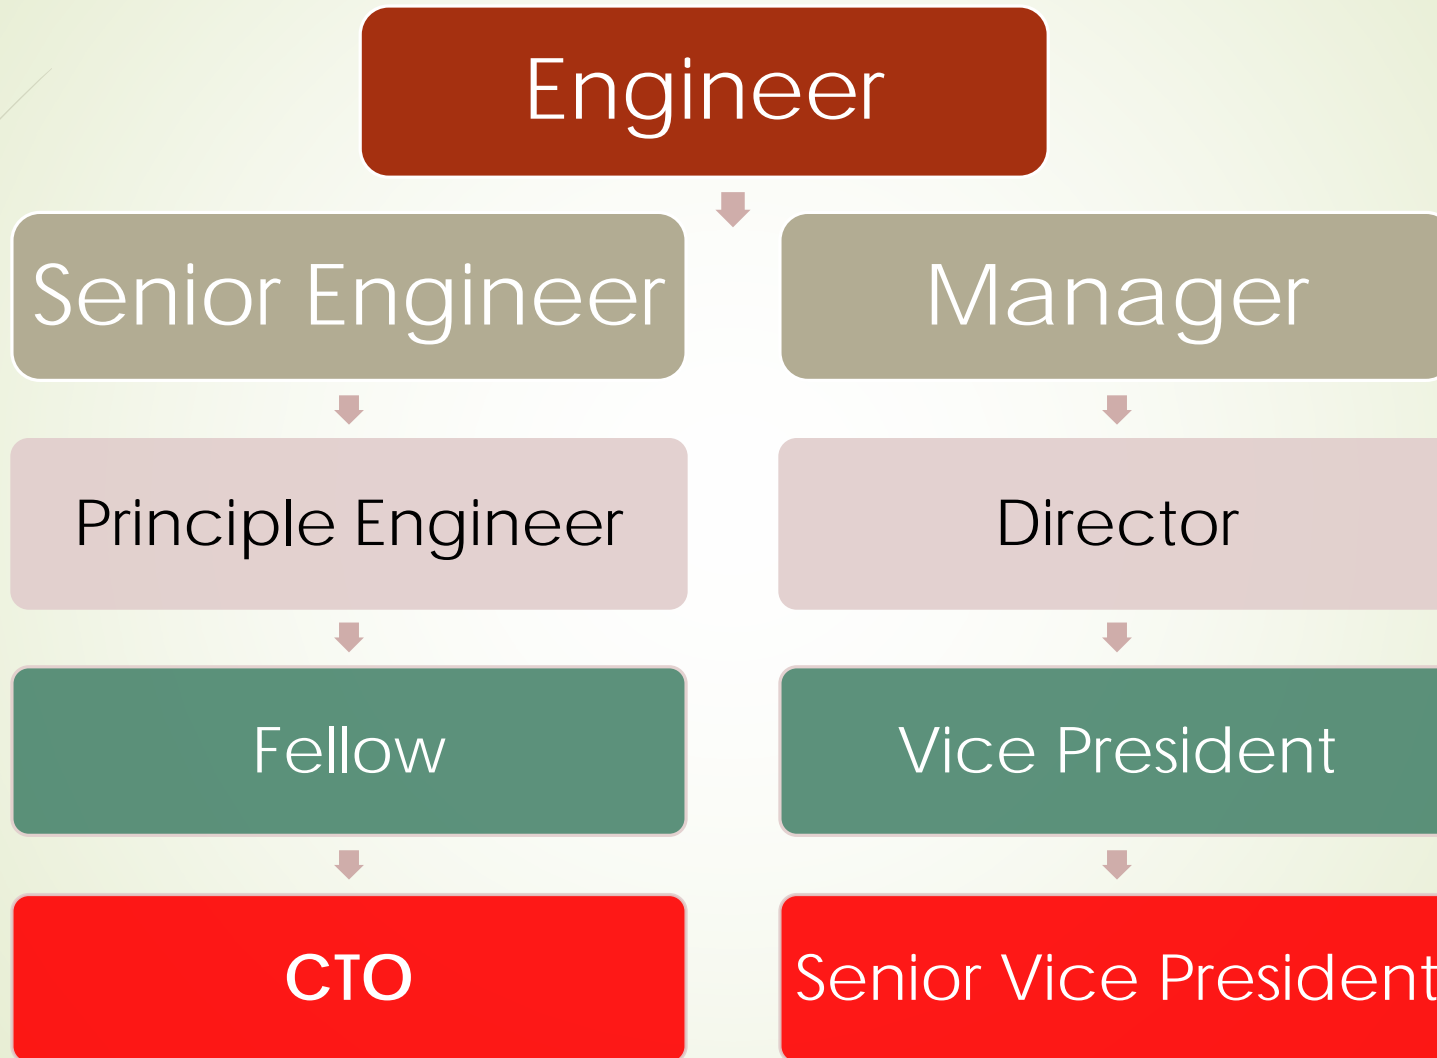 Engineer
Senior Engineer
Manager
Principle Engineer
Director
Fellow
Vice President
CTO
Senior Vice President